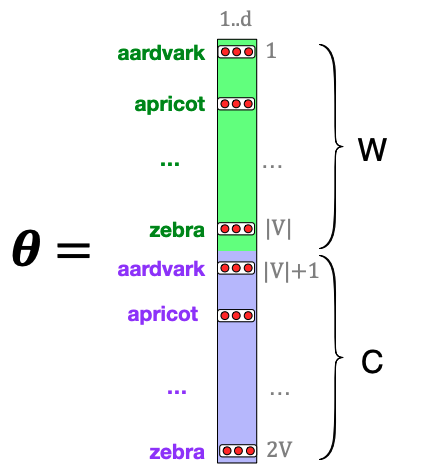 1..d
aardvark 1
apricot
... ...
W
zebra |V|
θ =
aardvark |V|+1
apricot
C
... ...
zebra 2V